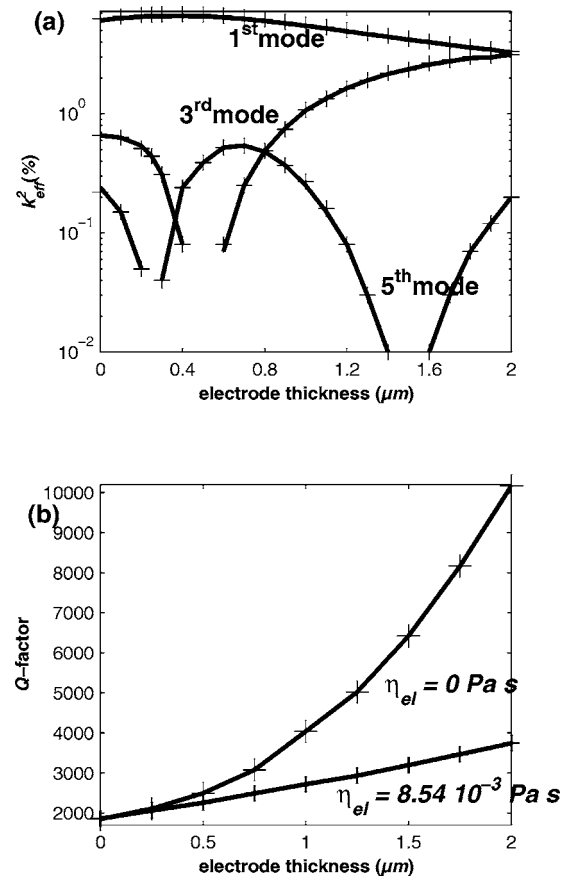 (a)
1st mode
3rd mode
5th mode
k²eff (%)
10⁰
10⁻¹
10⁻²
0 0.4 0.8 1.2 1.6 2
electrode thickness (μm)
(b)
10000
9000
8000
7000
6000
5000
4000
3000
2000
Q–factor
ηel = 0 Pa s
ηel = 8.54 10⁻³ Pa s
0 0.5 1 1.5 2
electrode thickness (μm)